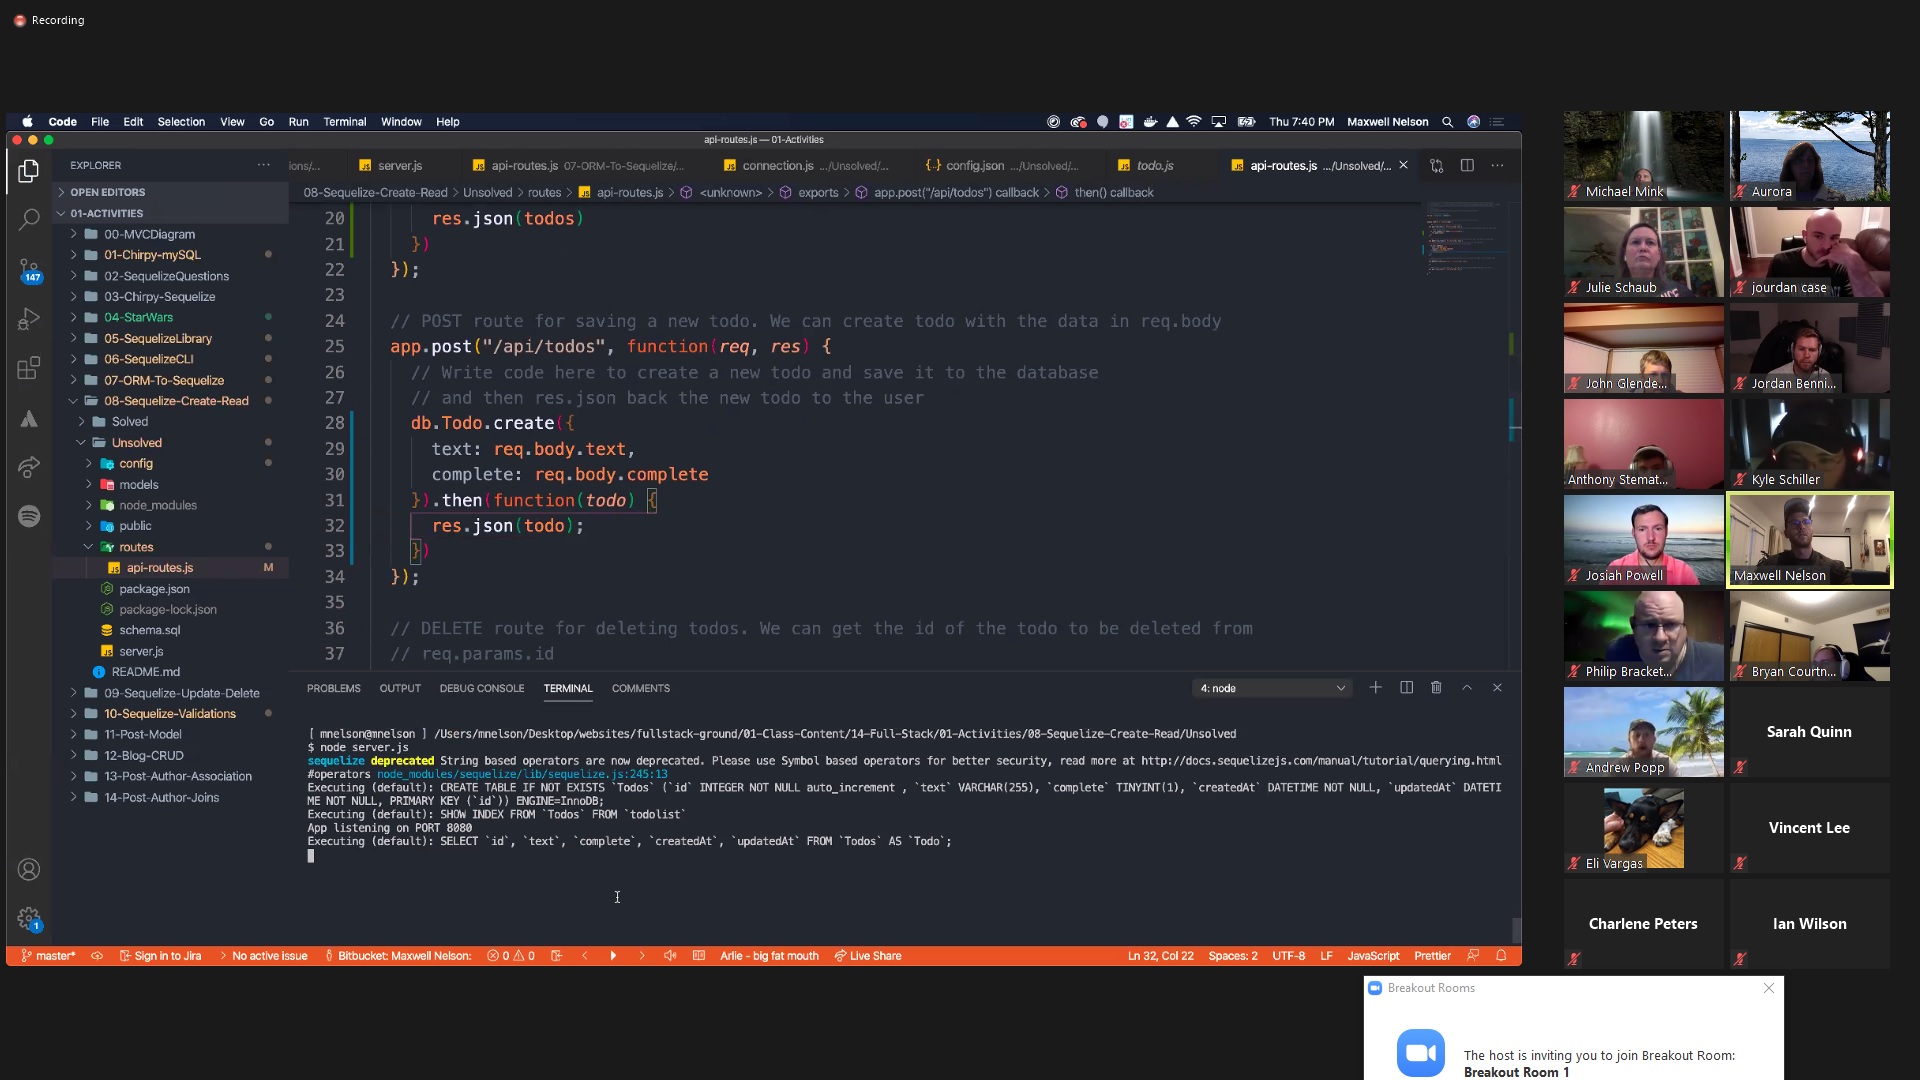 Recording
Code File Edit Selection View Go Run Terminal Window Help
Thu 7:40 PM Maxwell Nelson
api-routes.js — 01-Activities
EXPLORER
ions/... server.js api-routes.js 07-ORM-To-Sequelize/... connection.js .../Unsolved/... config.json .../Unsolved/... todo.js api-routes.js .../Unsolved/...
OPEN EDITORS
08-Sequelize-Create-Read > Unsolved > routes > api-routes.js > <unknown> > exports > app.post("/api/todos") callback > then() callback
01-ACTIVITIES
00-MVCDiagram
01-Chirpy-mySQL
02-SequelizeQuestions
03-Chirpy-Sequelize
04-StarWars
05-SequelizeLibrary
06-SequelizeCLI
07-ORM-To-Sequelize
08-Sequelize-Create-Read
Solved
Unsolved
config
models
node_modules
public
routes
api-routes.js M
package.json
package-lock.json
schema.sql
server.js
README.md
09-Sequelize-Update-Delete
10-Sequelize-Validations
11-Post-Model
12-Blog-CRUD
13-Post-Author-Association
14-Post-Author-Joins
147
1
20 res.json(todos)
21 })
22 });
23
24 // POST route for saving a new todo. We can create todo with the data in req.body
25 app.post("/api/todos", function(req, res) {
26 // Write code here to create a new todo and save it to the database
27 // and then res.json back the new todo to the user
28 db.Todo.create({
29 text: req.body.text,
30 complete: req.body.complete
31 }).then(function(todo) {
32 res.json(todo);
33 })
34 });
35
36 // DELETE route for deleting todos. We can get the id of the todo to be deleted from
37 // req.params.id
PROBLEMS OUTPUT DEBUG CONSOLE TERMINAL COMMENTS 4: node
[ mnelson@mnelson ] /Users/mnelson/Desktop/websites/fullstack-ground/01-Class-Content/14-Full-Stack/01-Activities/08-Sequelize-Create-Read/Unsolved
$ node server.js
sequelize deprecated String based operators are now deprecated. Please use Symbol based operators for better security, read more at http://docs.sequelizejs.com/manual/tutorial/querying.html
#operators node_modules/sequelize/lib/sequelize.js:245:13
Executing (default): CREATE TABLE IF NOT EXISTS `Todos` (`id` INTEGER NOT NULL auto_increment , `text` VARCHAR(255), `complete` TINYINT(1), `createdAt` DATETIME NOT NULL, `updatedAt` DATETI
ME NOT NULL, PRIMARY KEY (`id`)) ENGINE=InnoDB;
Executing (default): SHOW INDEX FROM `Todos` FROM `todolist`
App listening on PORT 8080
Executing (default): SELECT `id`, `text`, `complete`, `createdAt`, `updatedAt` FROM `Todos` AS `Todo`;
master* Sign in to Jira No active issue Bitbucket: Maxwell Nelson: 0 0 Arlie - big fat mouth Live Share Ln 32, Col 22 Spaces: 2 UTF-8 LF JavaScript Prettier
Michael Mink
Aurora
Julie Schaub
jourdan case
John Glende...
Jordan Benni...
Anthony Stemat...
Kyle Schiller
Josiah Powell
Maxwell Nelson
Philip Bracket...
Bryan Courtn...
Andrew Popp
Sarah Quinn
Eli Vargas
Vincent Lee
Charlene Peters
Ian Wilson
Breakout Rooms
The host is inviting you to join Breakout Room:
Breakout Room 1